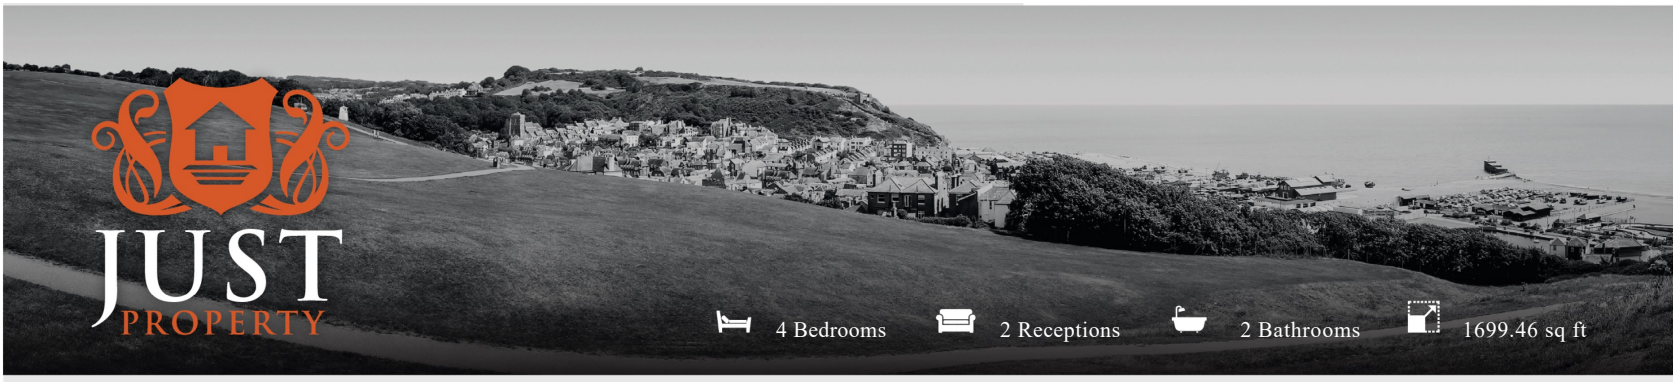 JUST
PROPERTY
4 Bedrooms 2 Receptions 2 Bathrooms 1699.46 sq ft